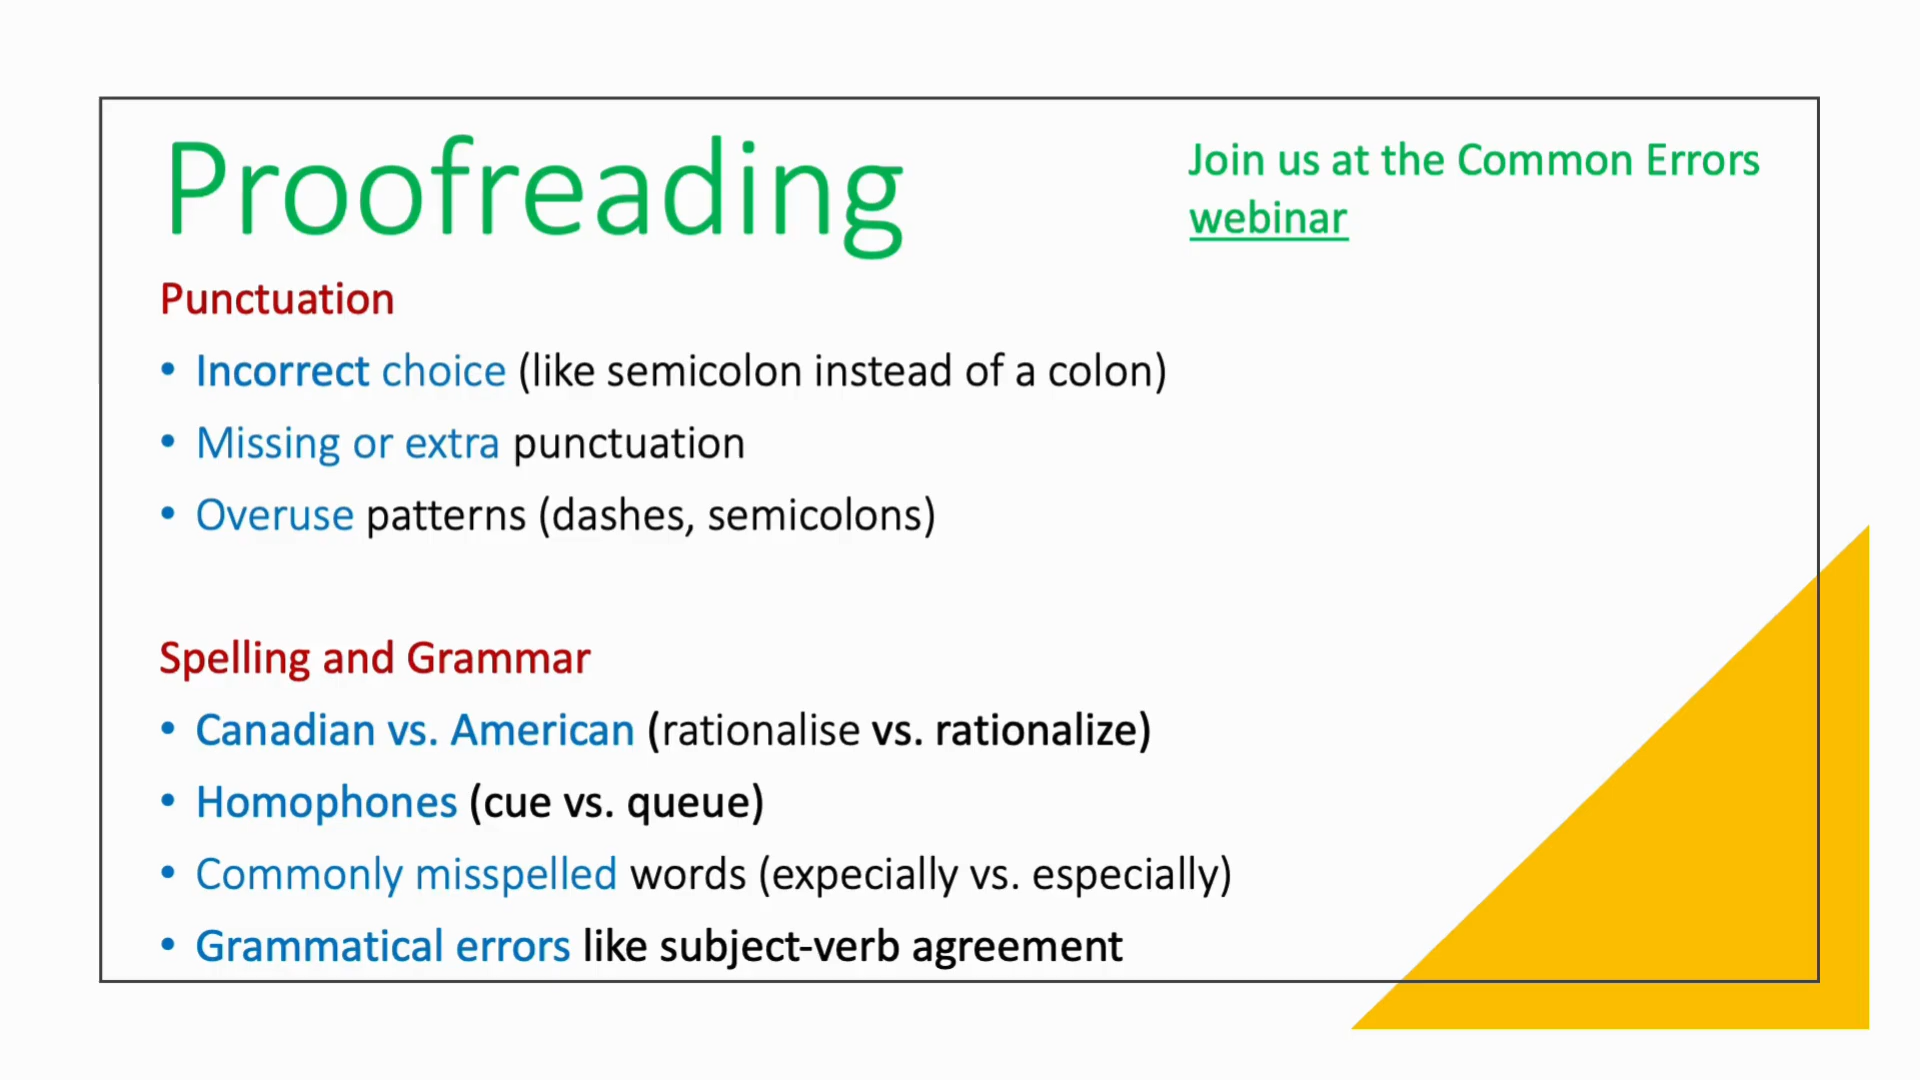 Proofreading
Join us at the Common Errors
webinar
Punctuation
• Incorrect choice (like semicolon instead of a colon)
• Missing or extra punctuation
• Overuse patterns (dashes, semicolons)
Spelling and Grammar
• Canadian vs. American (rationalise vs. rationalize)
• Homophones (cue vs. queue)
• Commonly misspelled words (expecially vs. especially)
• Grammatical errors like subject-verb agreement